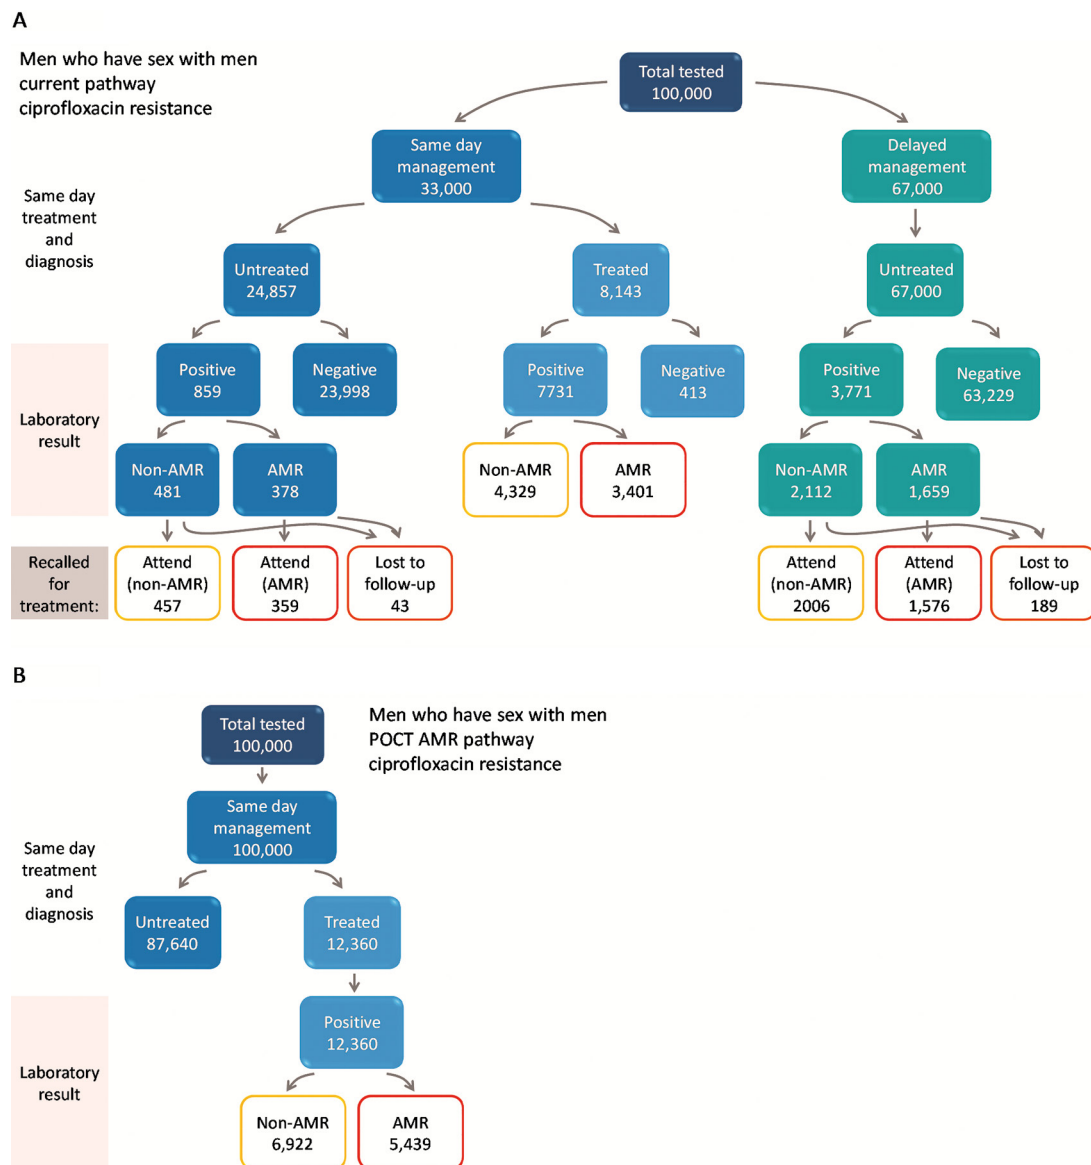 A
Men who have sex with men
current pathway
ciprofloxacin resistance
Total tested
100,000
Same day
management
33,000
Delayed
management
67,000
Same day
treatment
and
diagnosis
Untreated
24,857
Treated
8,143
Untreated
67,000
Laboratory
result
Positive
859
Negative
23,998
Positive
7731
Negative
413
Positive
3,771
Negative
63,229
Non-AMR
481
AMR
378
Non-AMR
4,329
AMR
3,401
Non-AMR
2,112
AMR
1,659
Recalled
for
treatment:
Attend
(non-AMR)
457
Attend
(AMR)
359
Lost to
follow-up
43
Attend
(non-AMR)
2006
Attend
(AMR)
1,576
Lost to
follow-up
189
B
Men who have sex with men
POCT AMR pathway
ciprofloxacin resistance
Total tested
100,000
Same day
management
100,000
Same day
treatment
and
diagnosis
Untreated
87,640
Treated
12,360
Laboratory
result
Positive
12,360
Non-AMR
6,922
AMR
5,439